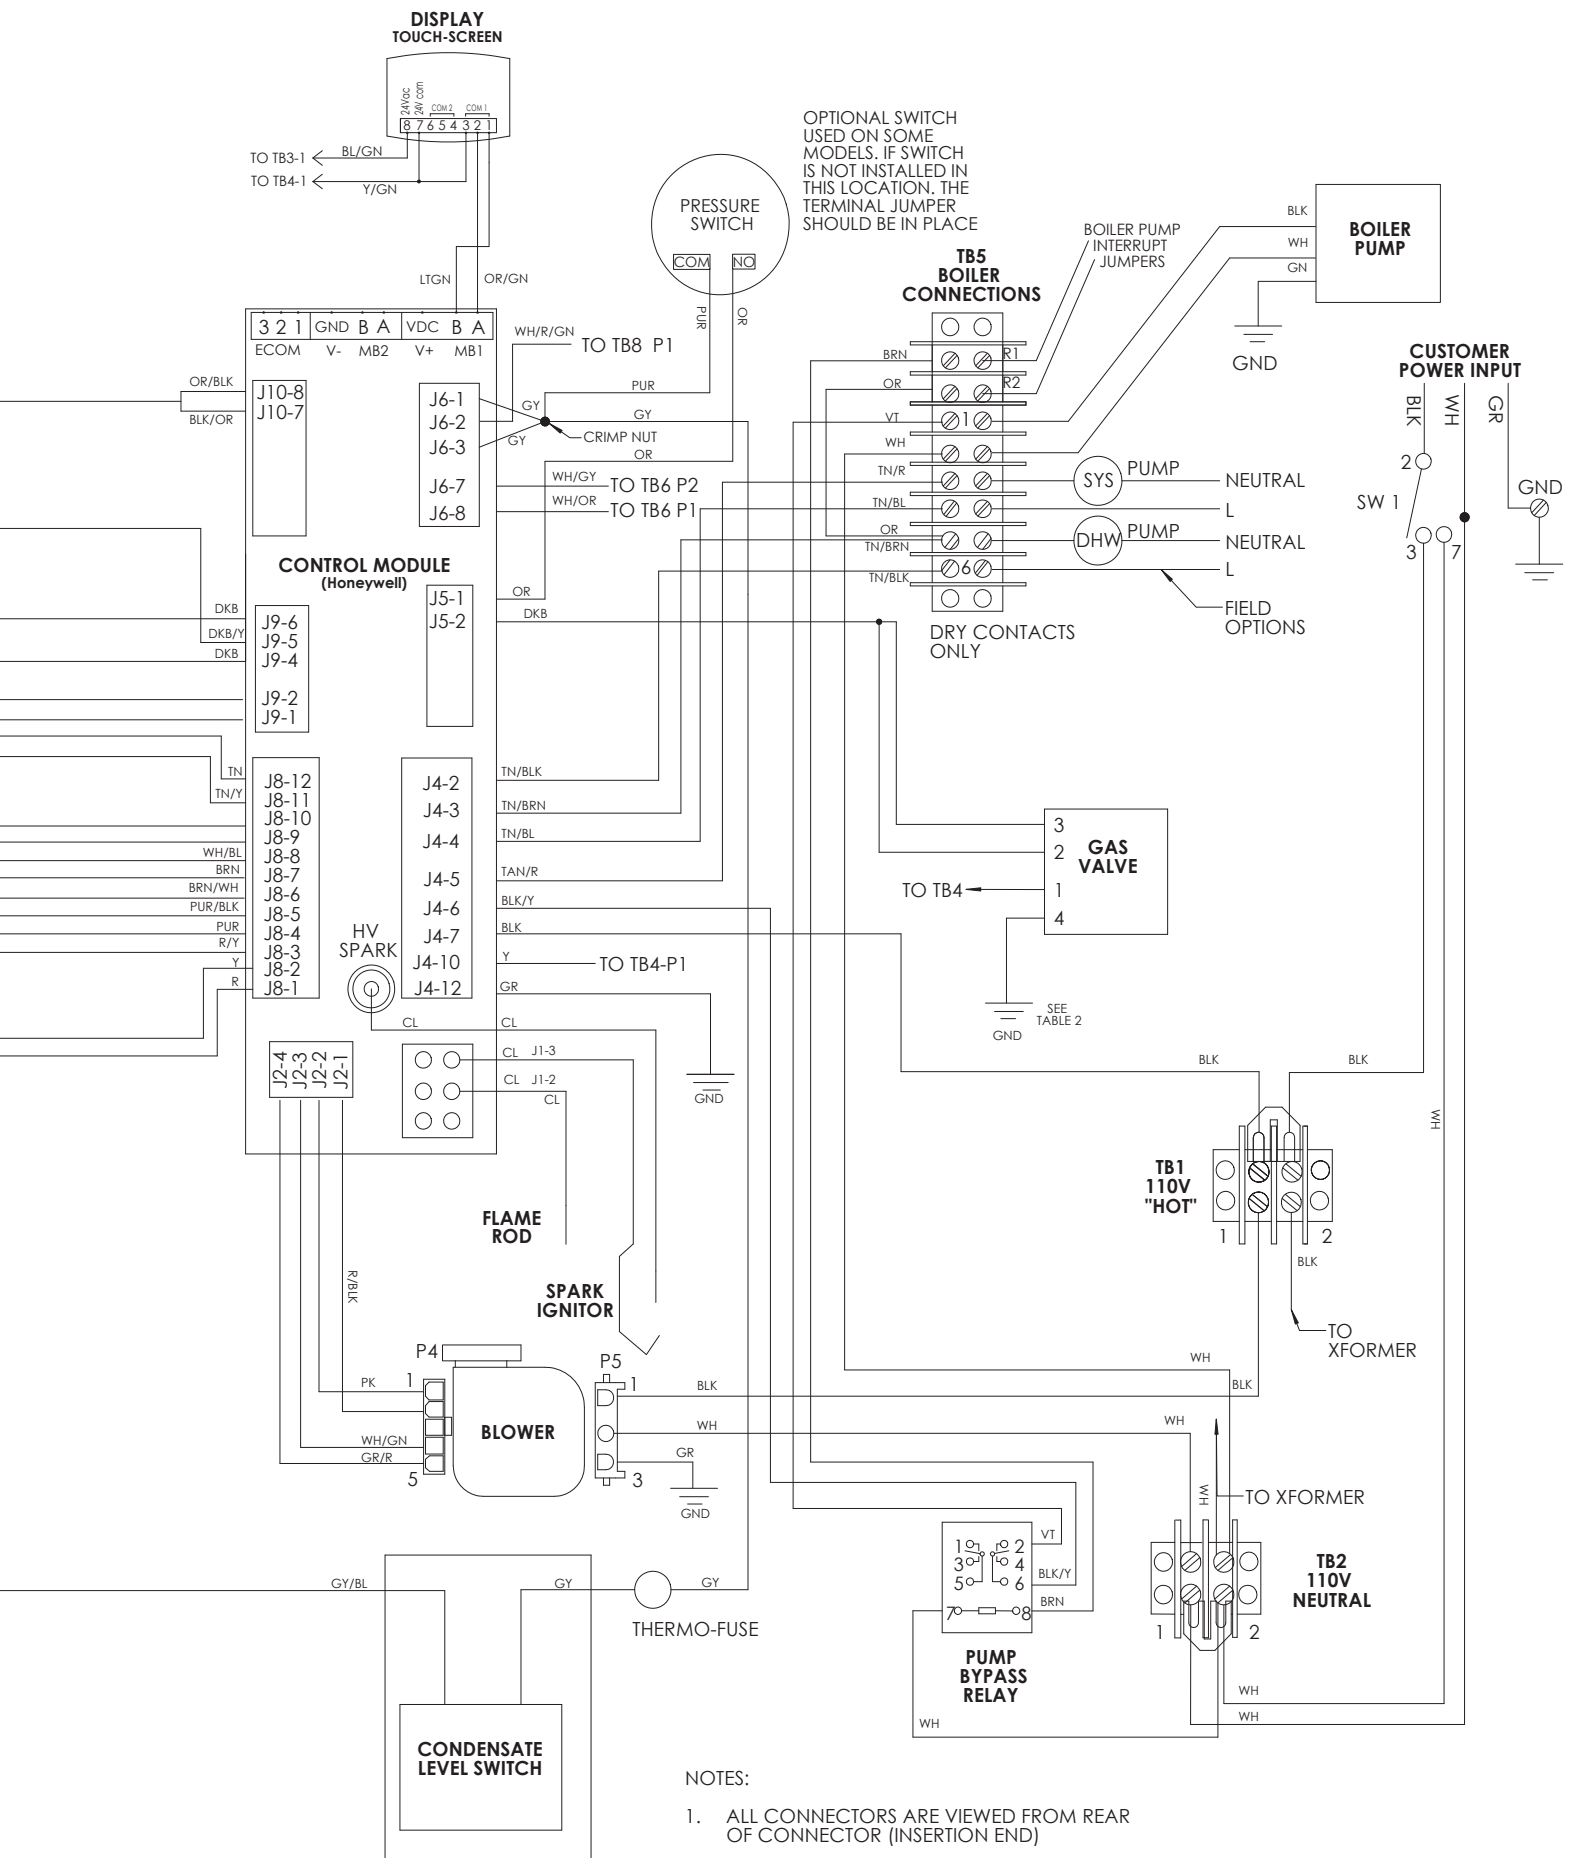 DISPLAY
TOUCH-SCREEN
24Vac
24V com
COM 2
COM 1
8 7 6 5 4 3 2 1
TO TB3-1
BL/GN
TO TB4-1
Y/GN
LTGN
OR/GN
PRESSURE
SWITCH
COM
NO
PUR
OR
OPTIONAL SWITCH
USED ON SOME
MODELS. IF SWITCH
IS NOT INSTALLED IN
THIS LOCATION. THE
TERMINAL JUMPER
SHOULD BE IN PLACE
BOILER PUMP
INTERRUPT
JUMPERS
TB5
BOILER
CONNECTIONS
BLK
WH
GN
BOILER
PUMP
GND
CUSTOMER
POWER INPUT
BLK
WH
GR
2
SW 1
3
7
GND
3 2 1 GND B A VDC B A
ECOM V- MB2 V+ MB1
WH/R/GN
TO TB8 P1
OR/BLK
BLK/OR
J10-8
J10-7
J6-1
J6-2
J6-3
J6-7
J6-8
GY
GY
PUR
GY
CRIMP NUT
OR
WH/GY
TO TB6 P2
WH/OR
TO TB6 P1
BRN
R1
OR
R2
VT
1
WH
TN/R
TN/BL
OR
TN/BRN
6
TN/BLK
SYS
PUMP
NEUTRAL
L
DHW
PUMP
NEUTRAL
L
FIELD
OPTIONS
DRY CONTACTS
ONLY
CONTROL MODULE
(Honeywell)
J5-1
J5-2
OR
DKB
DKB
DKB/Y
DKB
J9-6
J9-5
J9-4
J9-2
J9-1
TN
TN/Y
WH/BL
BRN
BRN/WH
PUR/BLK
PUR
R/Y
Y
R
J8-12
J8-11
J8-10
J8-9
J8-8
J8-7
J8-6
J8-5
J8-4
J8-3
J8-2
J8-1
HV
SPARK
J4-2
J4-3
J4-4
J4-5
J4-6
J4-7
J4-10
J4-12
TN/BLK
TN/BRN
TN/BL
TAN/R
BLK/Y
BLK
Y
TO TB4-P1
GR
GND
3
2
1
4
GAS
VALVE
TO TB4
GND
SEE
TABLE 2
CL
CL
CL J1-3
CL J1-2
CL
J2-4
J2-3
J2-2
J2-1
R/BLK
FLAME
ROD
SPARK
IGNITOR
BLK
BLK
WH
TB1
110V
"HOT"
1
2
BLK
TO
XFORMER
P4
1
PK
WH/GN
GR/R
5
BLOWER
P5
1
3
BLK
WH
GR
GND
WH
BLK
WH
WH
TO XFORMER
TB2
110V
NEUTRAL
1
2
WH
WH
1 2
3 4
5 6
7 8
VT
BLK/Y
BRN
PUMP
BYPASS
RELAY
WH
GY/BL
GY
GY
THERMO-FUSE
CONDENSATE
LEVEL SWITCH
NOTES:
1. ALL CONNECTORS ARE VIEWED FROM REAR
OF CONNECTOR (INSERTION END)